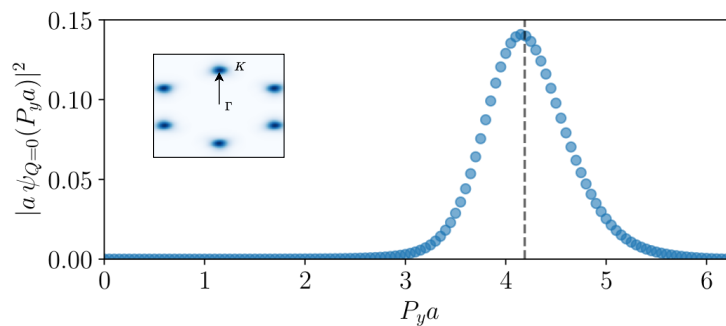 0.15
0.10
0.05
0.00
|a ψ_{Q=0}(P_y a)|²
K
Γ
0 1 2 3 4 5 6
P_y a